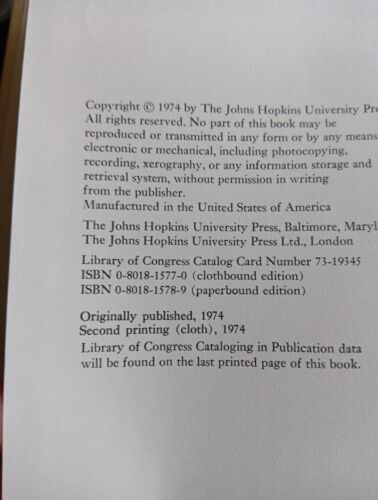 Copyright © 1974 by The Johns Hopkins University
All rights reserved. No part of this book may be
reproduced or transmitted in any form or by any means
electronic or mechanical, including photocopying,
recording, xerography, or any information storage and
retrieval system, without permission in writing
from the publisher.
Manufactured in the United States of America
The Johns Hopkins University Press, Baltimore,
The Johns Hopkins University Press Ltd., London
Library of Congress Catalog Card Number 73-19345
ISBN 0-8018-1577-0 (clothbound edition)
ISBN 0-8018-1578-9 (paperbound edition)
Originally published, 1974
Second printing (cloth), 1974
Library of Congress Cataloging in Publication data
will be found on the last printed page of this book.